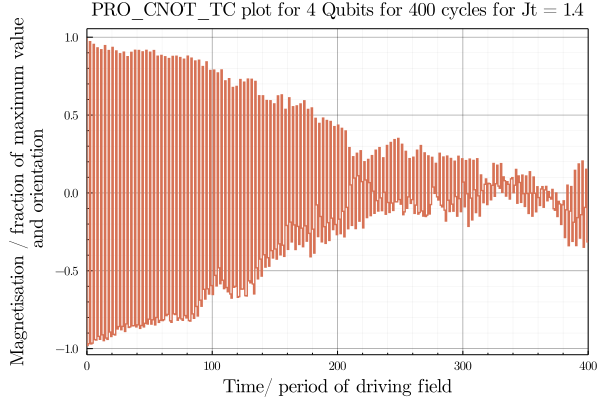 PRO_CNOT_TC plot for 4 Qubits for 400 cycles for Jt = 1.4
Magnetisation / fraction of maximum value
and orientation
1.0
0.5
0.0
−0.5
−1.0
0
100
200
300
400
Time/ period of driving field